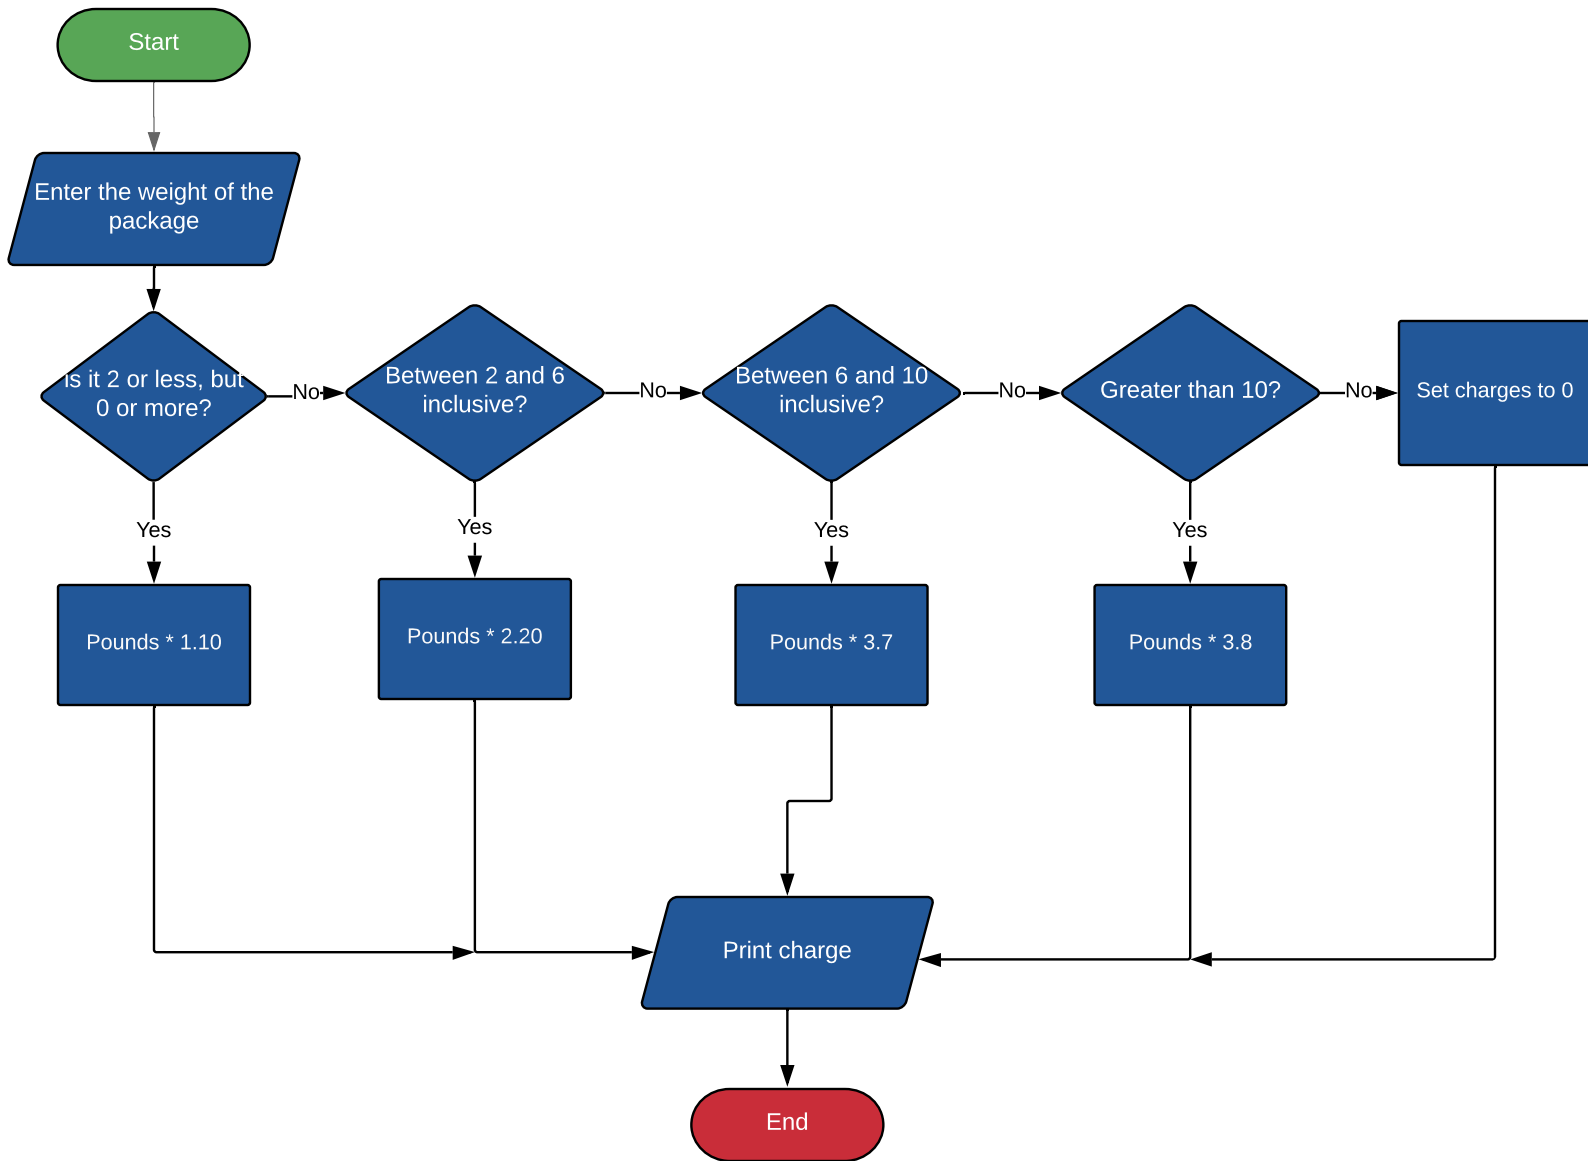 Start
Enter the weight of the
package
is it 2 or less, but
0 or more?
No
Between 2 and 6
inclusive?
No
Between 6 and 10
inclusive?
No
Greater than 10?
No
Set charges to 0
Yes
Yes
Yes
Yes
Pounds * 1.10
Pounds * 2.20
Pounds * 3.7
Pounds * 3.8
Print charge
End